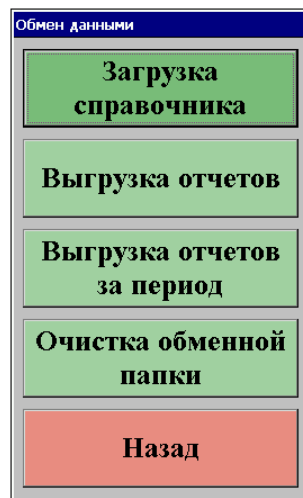 Обмен данными
Загрузка
справочника
Выгрузка отчетов
Выгрузка отчетов
за период
Очистка обменной
папки
Назад